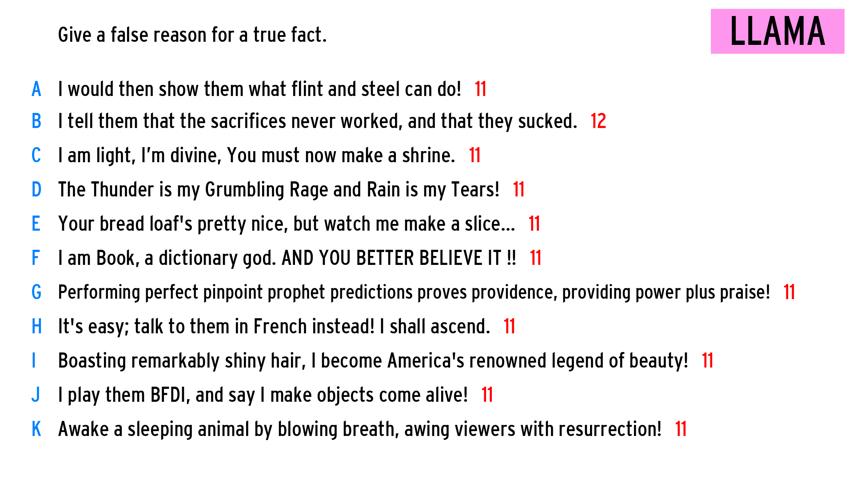 Give a false reason for a true fact.
LLAMA
A I would then show them what flint and steel can do! 11
B I tell them that the sacrifices never worked, and that they sucked. 12
C I am light, I'm divine, You must now make a shrine. 11
D The Thunder is my Grumbling Rage and Rain is my Tears! 11
E Your bread loaf's pretty nice, but watch me make a slice... 11
F I am Book, a dictionary god. AND YOU BETTER BELIEVE IT !! 11
G Performing perfect pinpoint prophet predictions proves providence, providing power plus praise! 11
H It's easy; talk to them in French instead! I shall ascend. 11
I Boasting remarkably shiny hair, I become America's renowned legend of beauty! 11
J I play them BFDI, and say I make objects come alive! 11
K Awake a sleeping animal by blowing breath, awing viewers with resurrection! 11